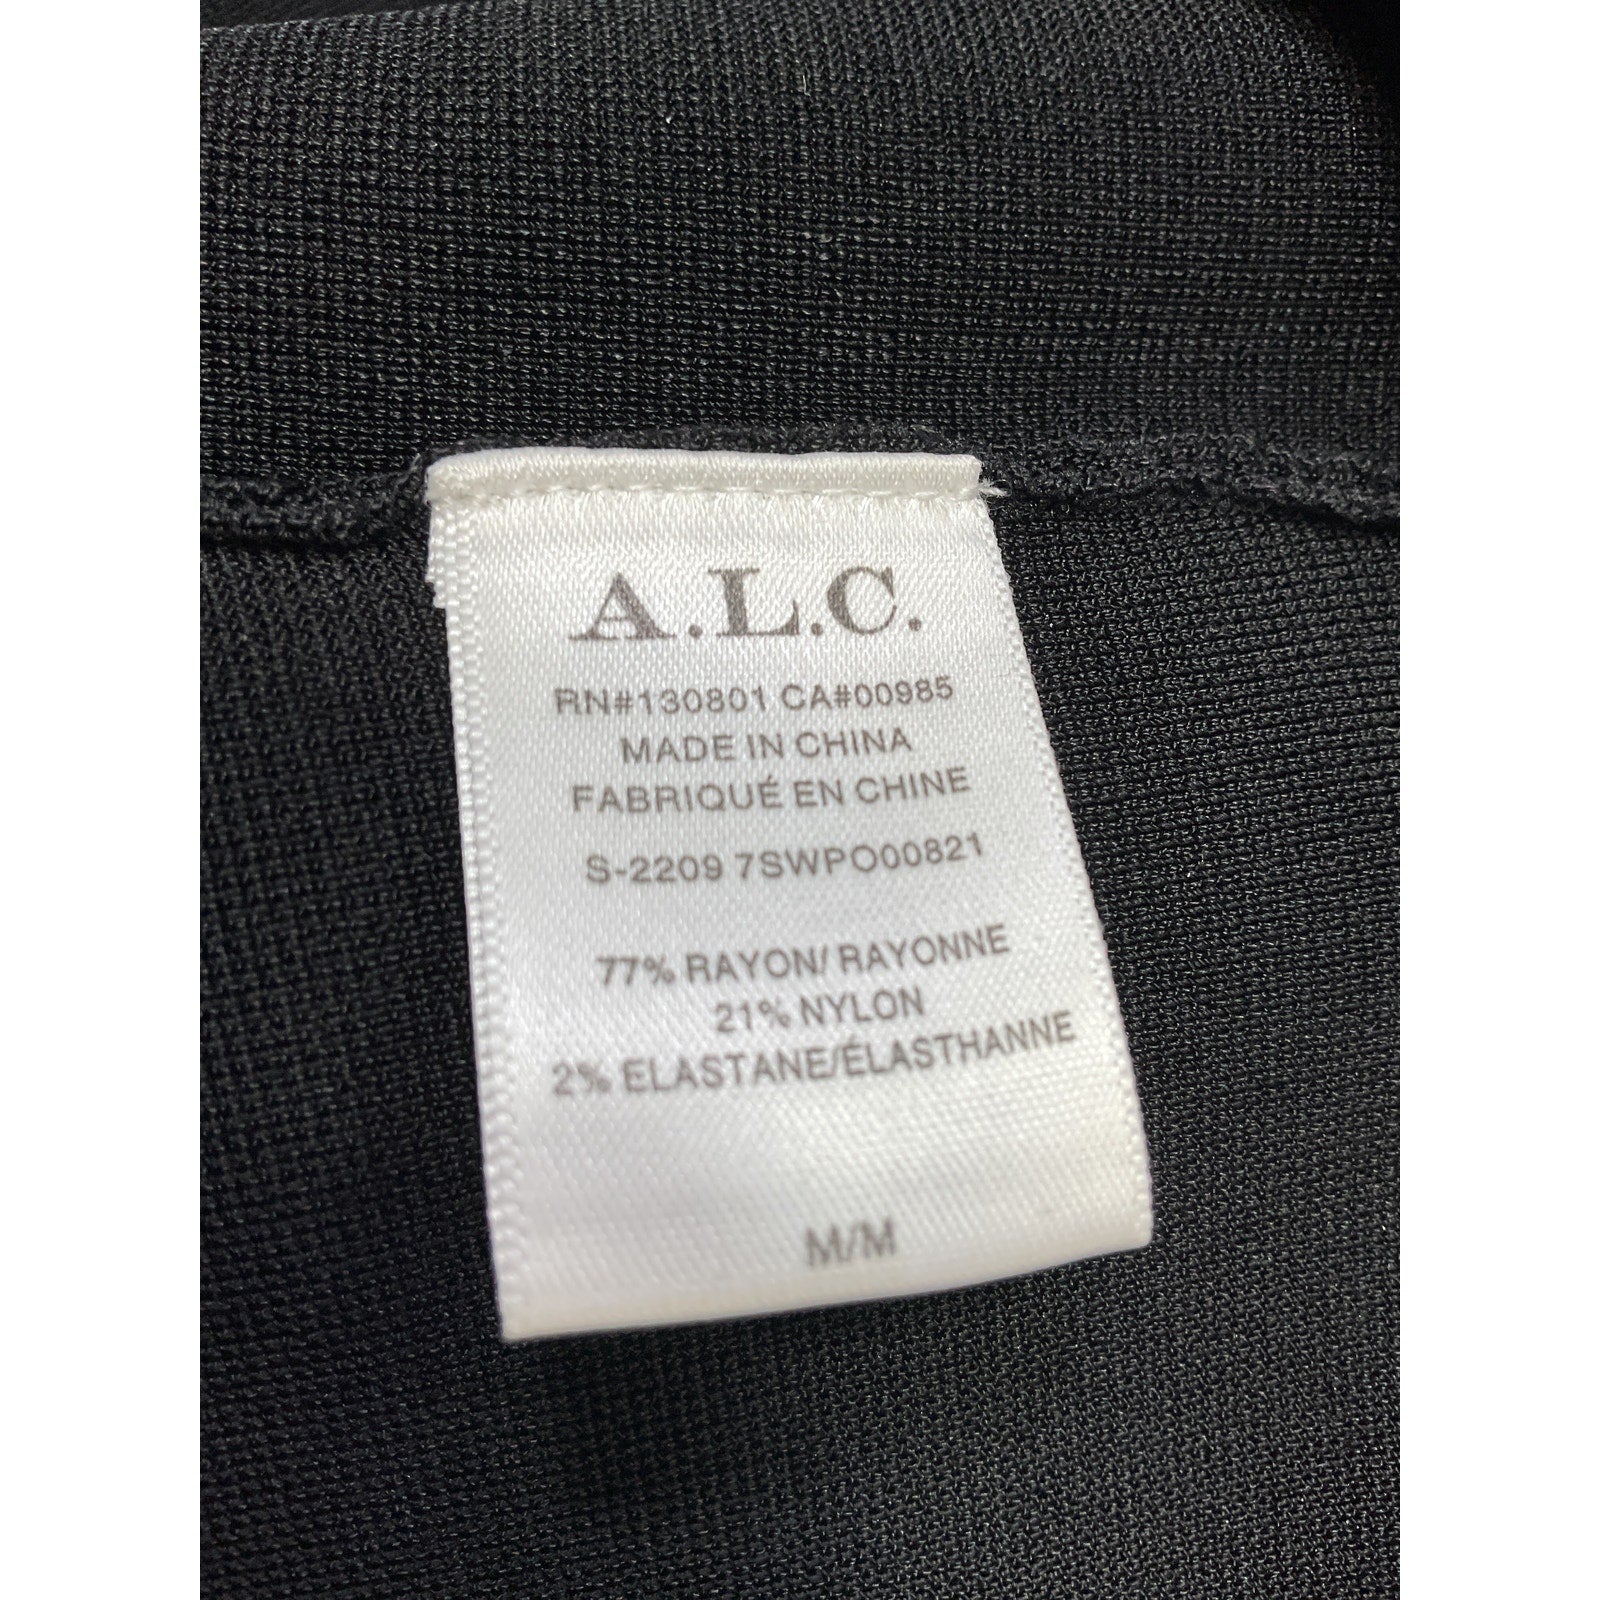 A.L.C.
RN#130801 CA#00985
MADE IN CHINA
FABRIQUÉ EN CHINE
S-2209 7SWPO00821
77% RAYON/ RAYONNE
21% NYLON
2% ELASTANE/ÉLASTHANNE
M/M